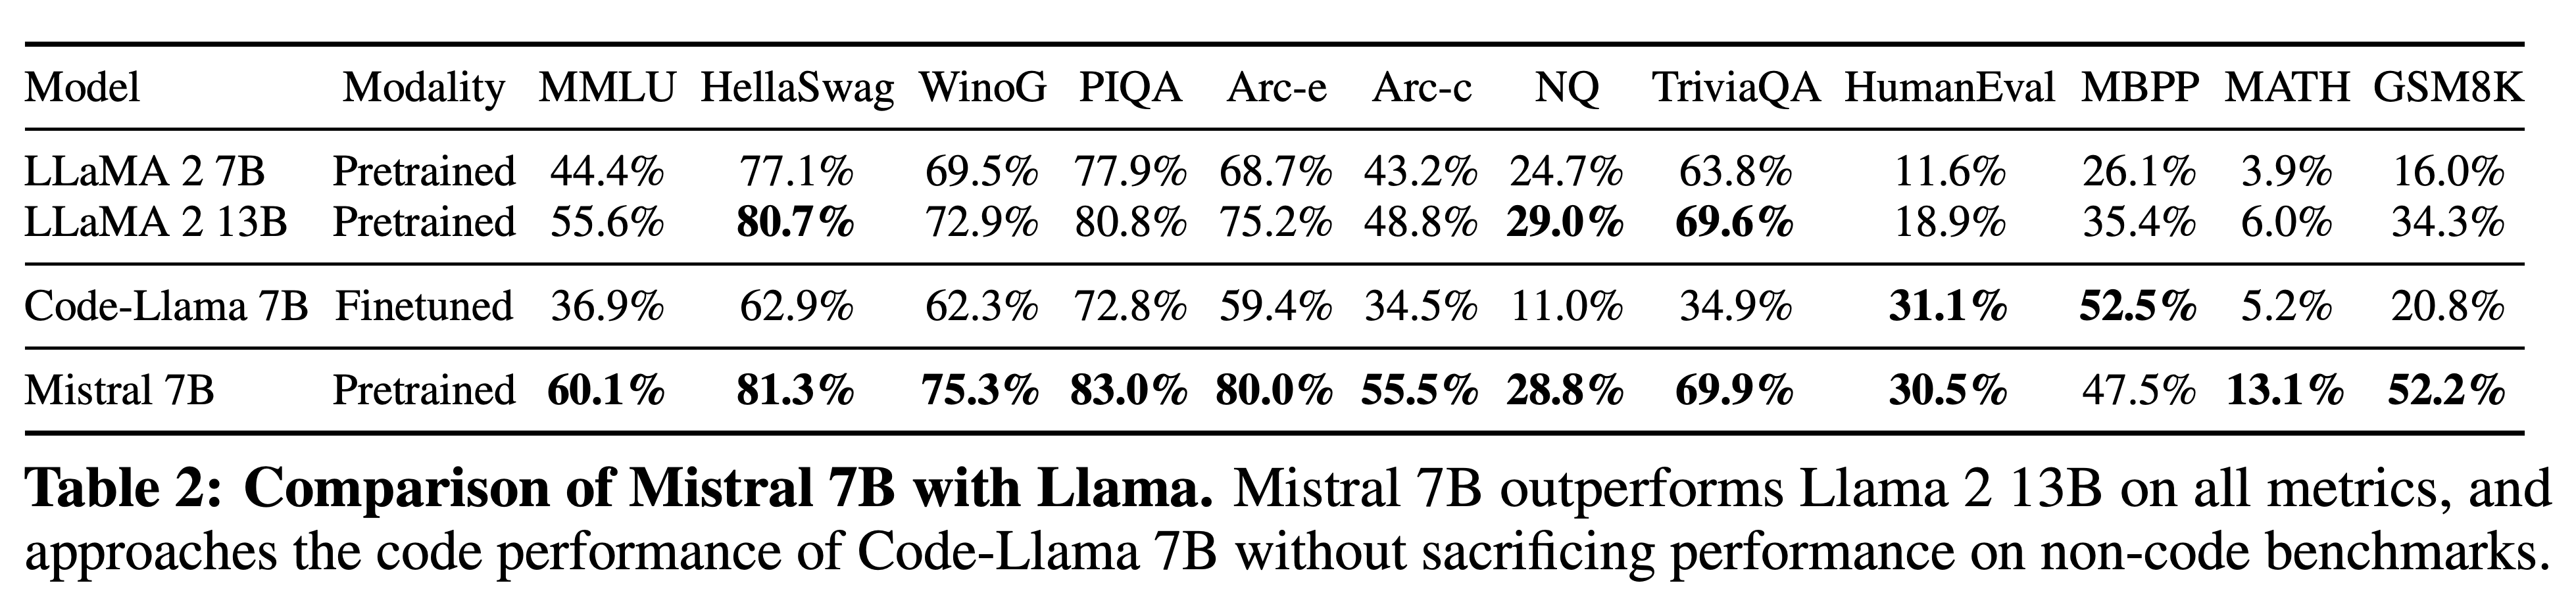 Model Modality MMLU HellaSwag WinoG PIQA Arc-e Arc-c NQ TriviaQA HumanEval MBPP MATH GSM8K
LLaMA 2 7B Pretrained 44.4% 77.1% 69.5% 77.9% 68.7% 43.2% 24.7% 63.8% 11.6% 26.1% 3.9% 16.0%
LLaMA 2 13B Pretrained 55.6% 80.7% 72.9% 80.8% 75.2% 48.8% 29.0% 69.6% 18.9% 35.4% 6.0% 34.3%
Code-Llama 7B Finetuned 36.9% 62.9% 62.3% 72.8% 59.4% 34.5% 11.0% 34.9% 31.1% 52.5% 5.2% 20.8%
Mistral 7B Pretrained 60.1% 81.3% 75.3% 83.0% 80.0% 55.5% 28.8% 69.9% 30.5% 47.5% 13.1% 52.2%
Table 2: Comparison of Mistral 7B with Llama. Mistral 7B outperforms Llama 2 13B on all metrics, and
approaches the code performance of Code-Llama 7B without sacrificing performance on non-code benchmarks.